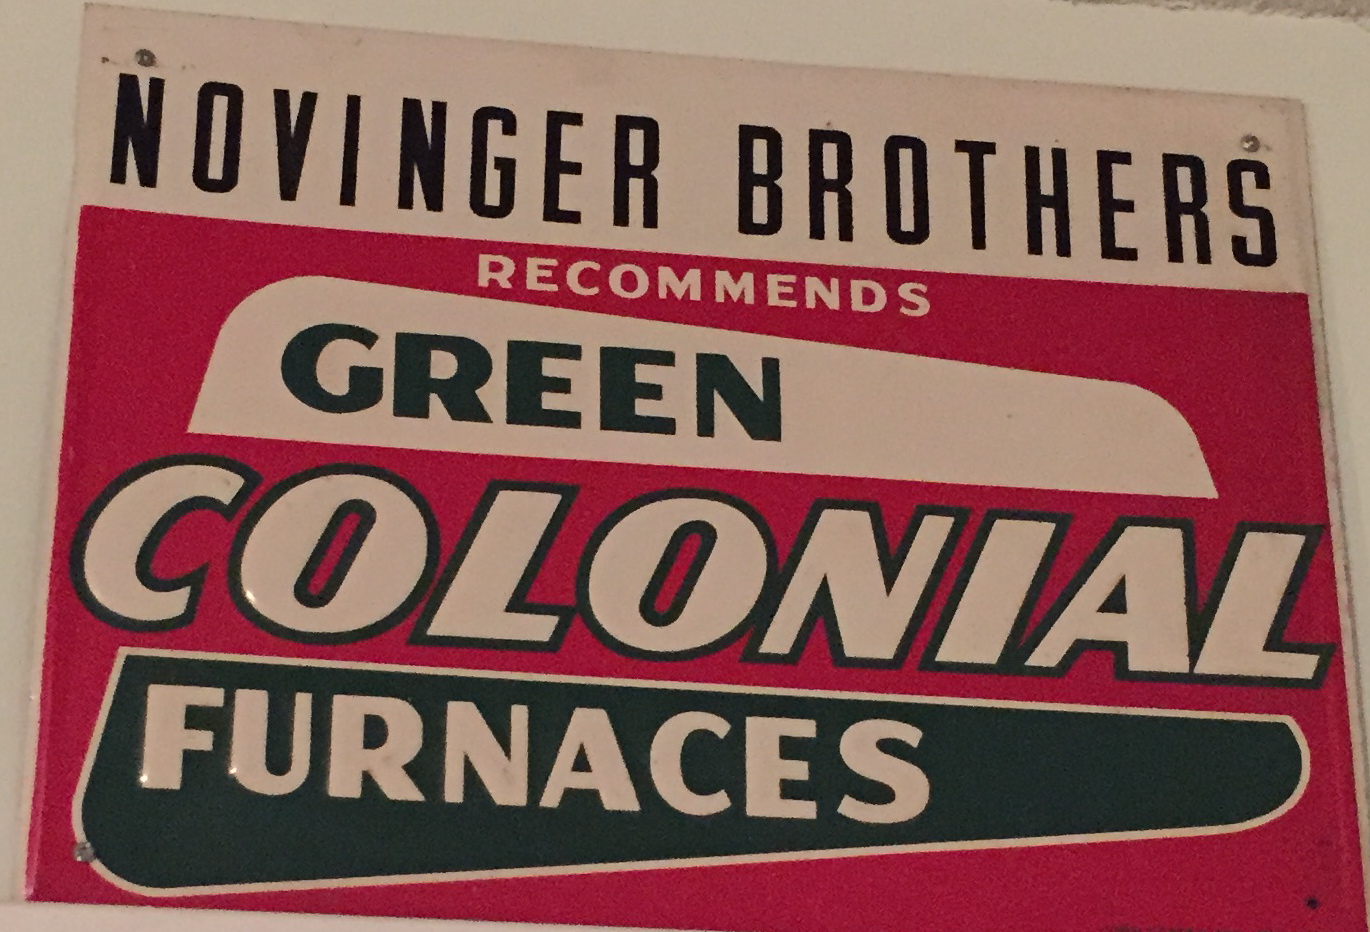 NOVINGER BROTHERS
RECOMMENDS
GREEN
COLONIAL
FURNACES